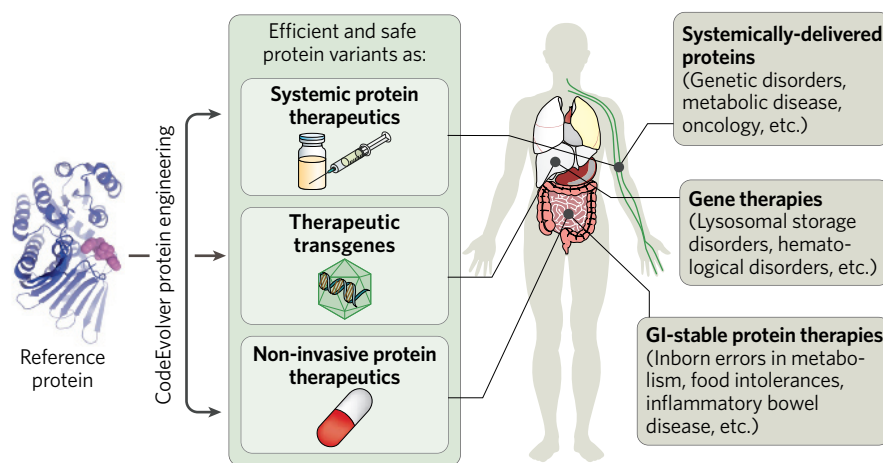 Reference
protein
CodeEvolver protein engineering
Efficient and safe
protein variants as:
Systemic protein
therapeutics
Therapeutic
transgenes
Non-invasive protein
therapeutics
Systemically-delivered
proteins
(Genetic disorders,
metabolic disease,
oncology, etc.)
Gene therapies
(Lysosomal storage
disorders, hemato-
logical disorders, etc.)
GI-stable protein therapies
(Inborn errors in metabo-
lism, food intolerances,
inflammatory bowel
disease, etc.)